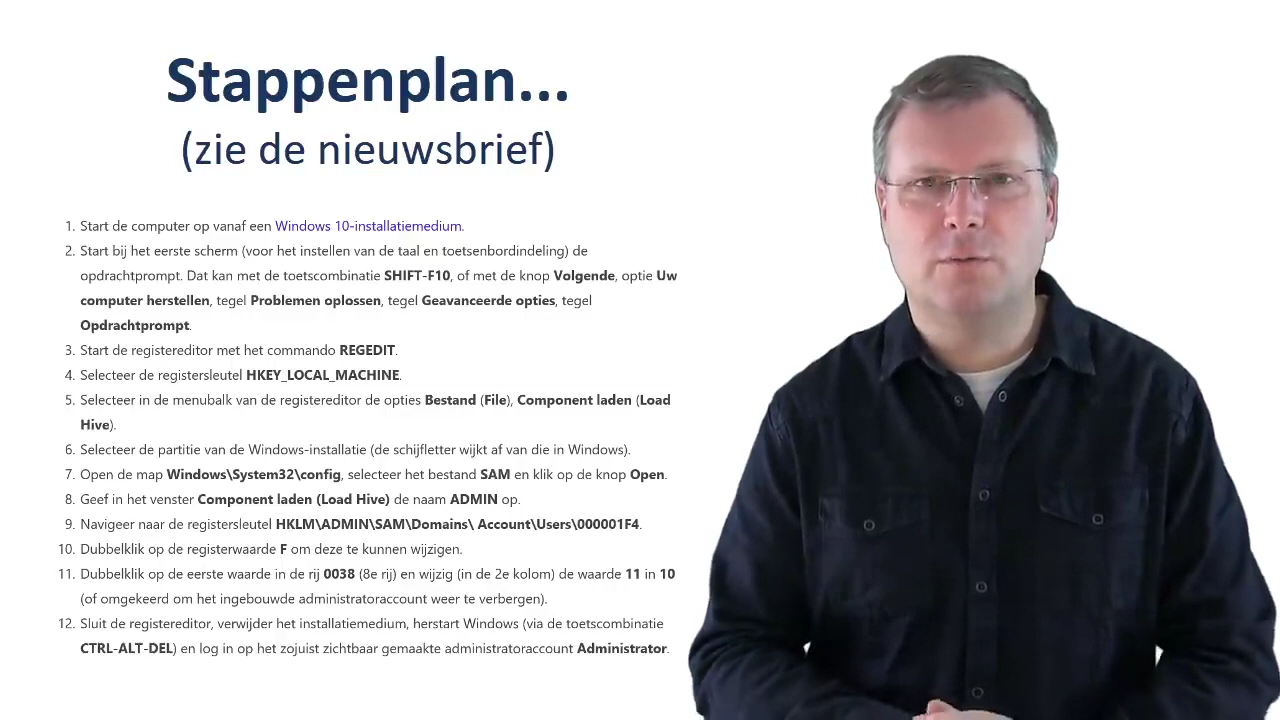 Stappenplan...
(zie de nieuwsbrief)
1. Start de computer op vanaf een Windows 10-installatiemedium.
2. Start bij het eerste scherm (voor het instellen van de taal en toetsenbordindeling) de
opdrachtprompt. Dat kan met de toetscombinatie SHIFT-F10, of met de knop Volgende, optie Uw
computer herstellen, tegel Problemen oplossen, tegel Geavanceerde opties, tegel
Opdrachtprompt.
3. Start de registereditor met het commando REGEDIT.
4. Selecteer de registersleutel HKEY_LOCAL_MACHINE.
5. Selecteer in de menubalk van de registereditor de opties Bestand (File), Component laden (Load
Hive).
6. Selecteer de partitie van de Windows-installatie (de schijfletter wijkt af van die in Windows).
7. Open de map Windows\System32\config, selecteer het bestand SAM en klik op de knop Open.
8. Geef in het venster Component laden (Load Hive) de naam ADMIN op.
9. Navigeer naar de registersleutel HKLM\ADMIN\SAM\Domains\ Account\Users\000001F4.
10. Dubbelklik op de registerwaarde F om deze te kunnen wijzigen.
11. Dubbelklik op de eerste waarde in de rij 0038 (8e rij) en wijzig (in de 2e kolom) de waarde 11 in 10
(of omgekeerd om het ingebouwde administratoraccount weer te verbergen).
12. Sluit de registereditor, verwijder het installatiemedium, herstart Windows (via de toetscombinatie
CTRL-ALT-DEL) en log in op het zojuist zichtbaar gemaakte administratoraccount Administrator.